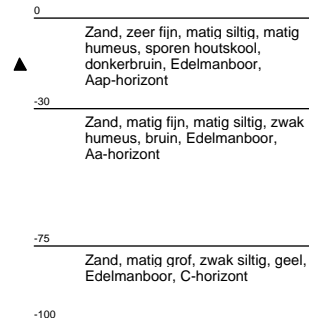 0
Zand, zeer fijn, matig siltig, matig
humeus, sporen houtskool,
donkerbruin, Edelmanboor,
Aap-horizont
-30
Zand, matig fijn, matig siltig, zwak
humeus, bruin, Edelmanboor,
Aa-horizont
-75
Zand, matig grof, zwak siltig, geel,
Edelmanboor, C-horizont
-100